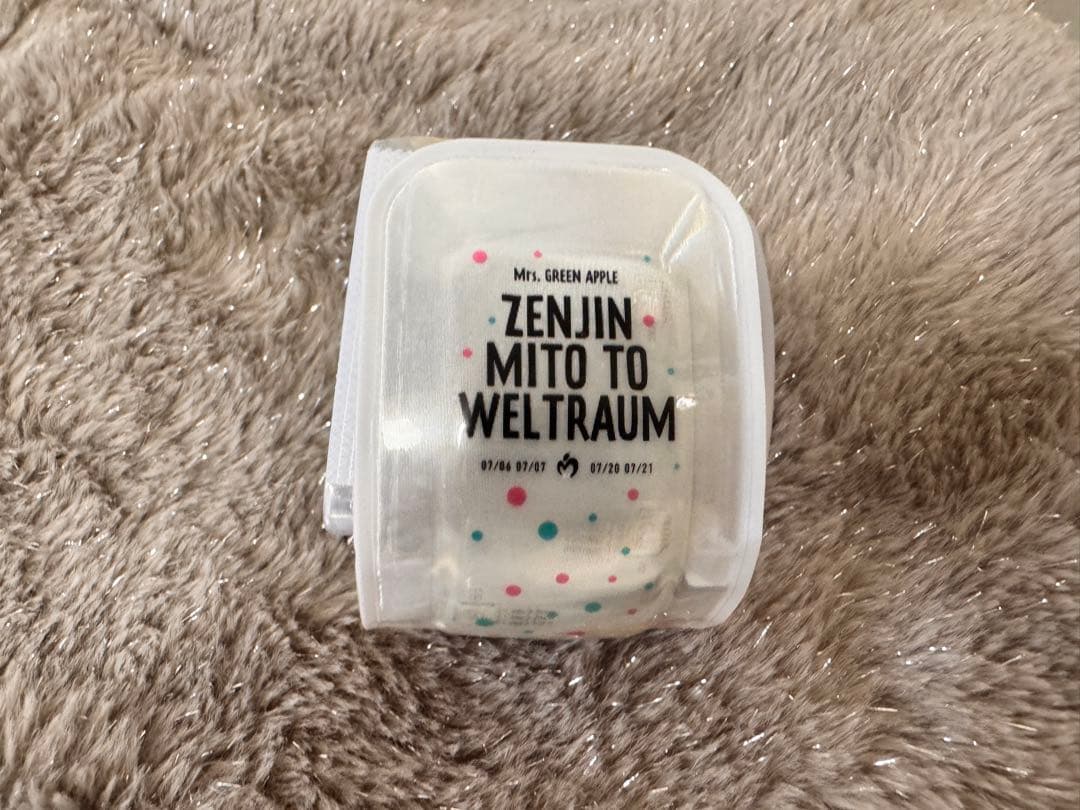 Mrs. GREEN APPLE
ZENJIN
MITO TO
WELTRAUM
07/06 07/07 07/20 07/21